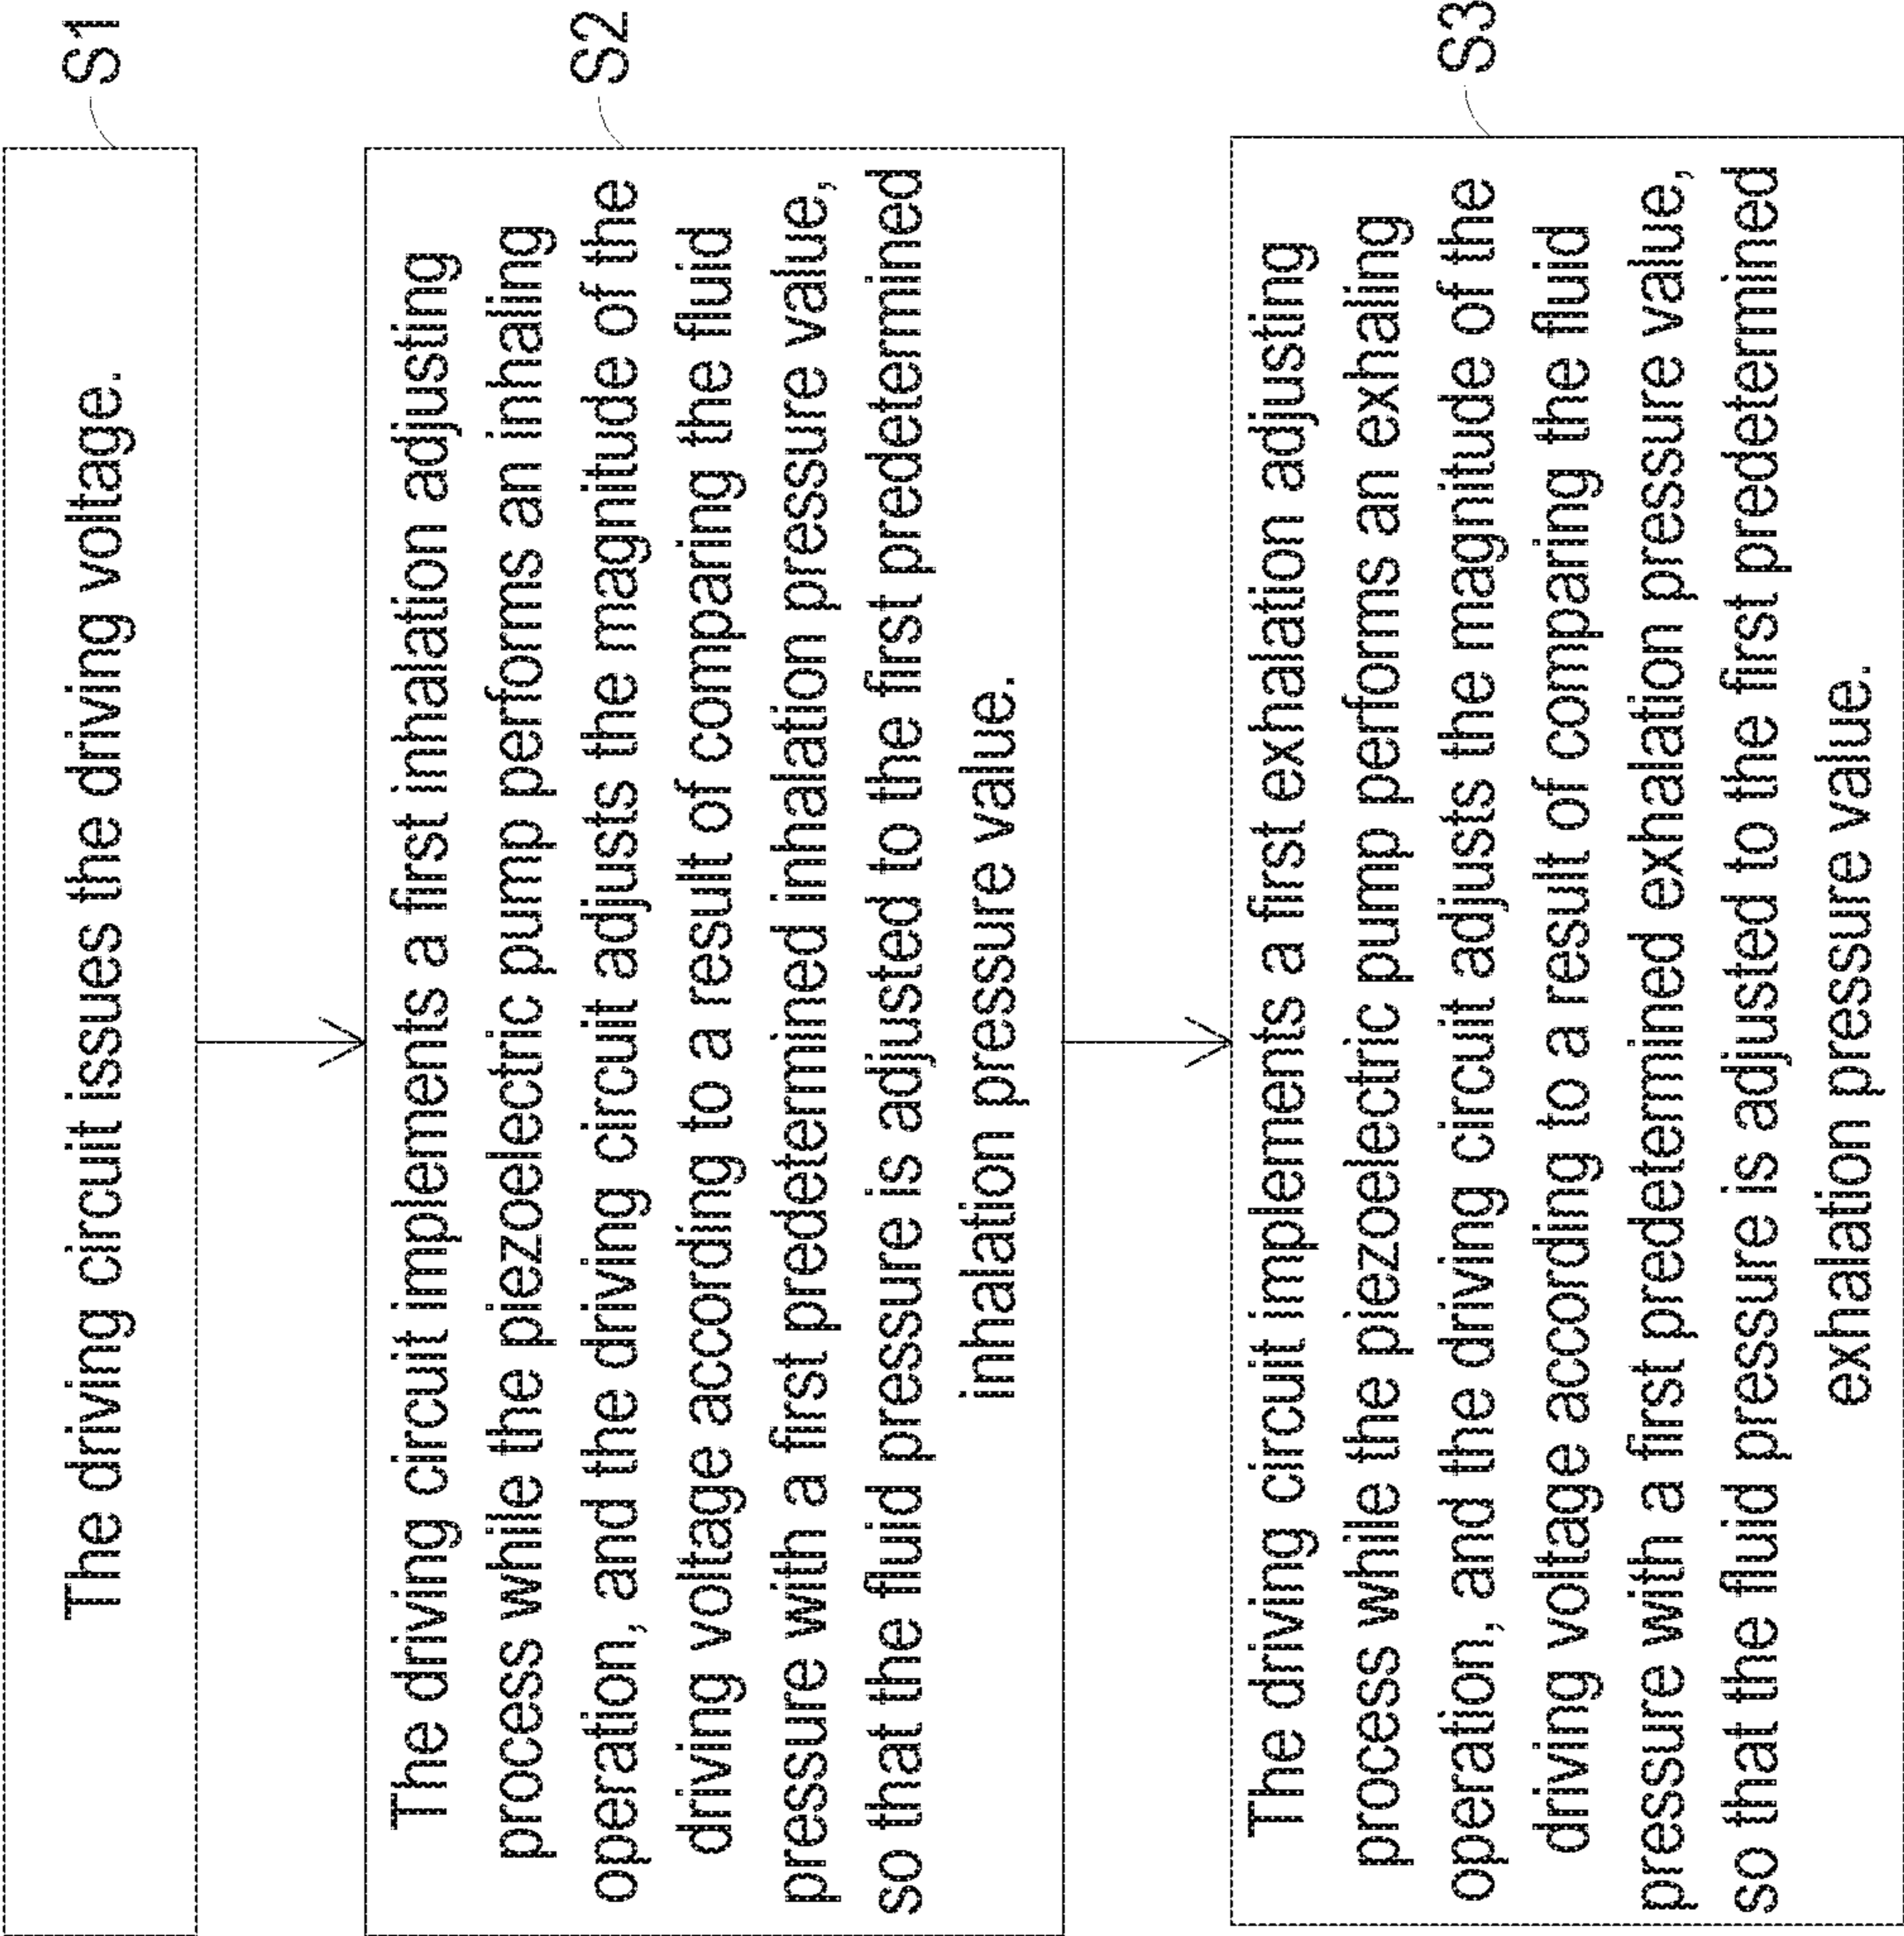 The driving circuit issues the driving voltage.
S1
The driving circuit implements a first inhalation adjusting
process while the piezoelectric pump performs an inhaling
operation, and the driving circuit adjusts the magnitude of the
driving voltage according to a result of comparing the fluid
pressure with a first predetermined inhalation pressure value,
so that the fluid pressure is adjusted to the first predetermined
inhalation pressure value.
S2
The driving circuit implements a first exhalation adjusting
process while the piezoelectric pump performs an exhaling
operation, and the driving circuit adjusts the magnitude of the
driving voltage according to a result of comparing the fluid
pressure with a first predetermined exhalation pressure value,
so that the fluid pressure is adjusted to the first predetermined
exhalation pressure value.
S3